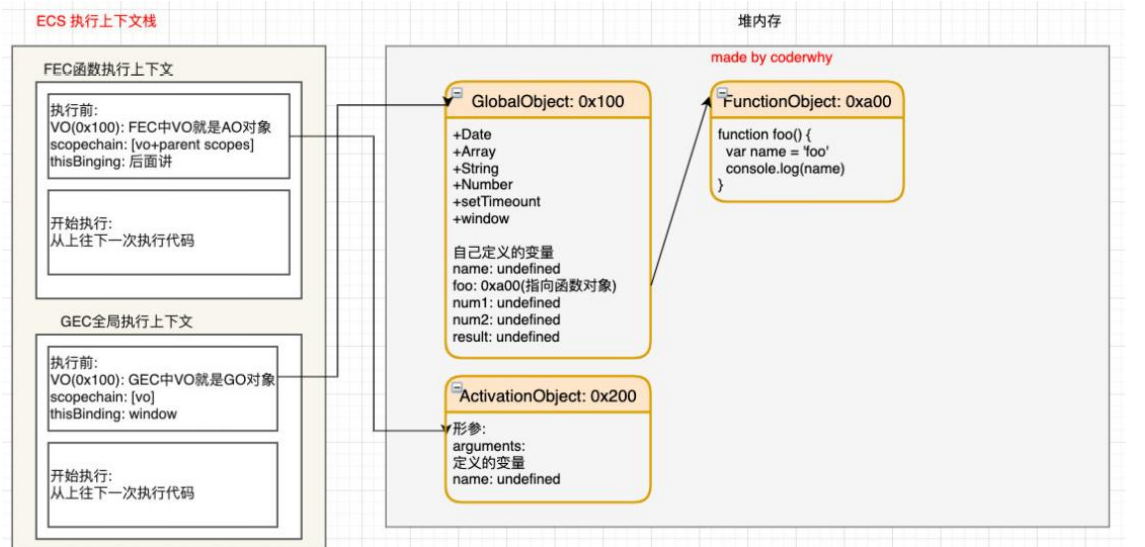 ECS 执行上下文栈
堆内存
made by coderwhy
FEC函数执行上下文
执行前:
VO(0x100): FEC中VO就是AO对象
scopechain: [vo+parent scopes]
thisBinging: 后面讲
开始执行:
从上往下一次执行代码
GEC全局执行上下文
执行前:
VO(0x100): GEC中VO就是GO对象
scopechain: [vo]
thisBinding: window
开始执行:
从上往下一次执行代码
GlobalObject: 0x100
+Date
+Array
+String
+Number
+setTimeount
+window
自己定义的变量
name: undefined
foo: 0xa00(指向函数对象)
num1: undefined
num2: undefined
result: undefined
ActivationObject: 0x200
形参:
arguments:
定义的变量
name: undefined
FunctionObject: 0xa00
function foo() {
var name = 'foo'
console.log(name)
}